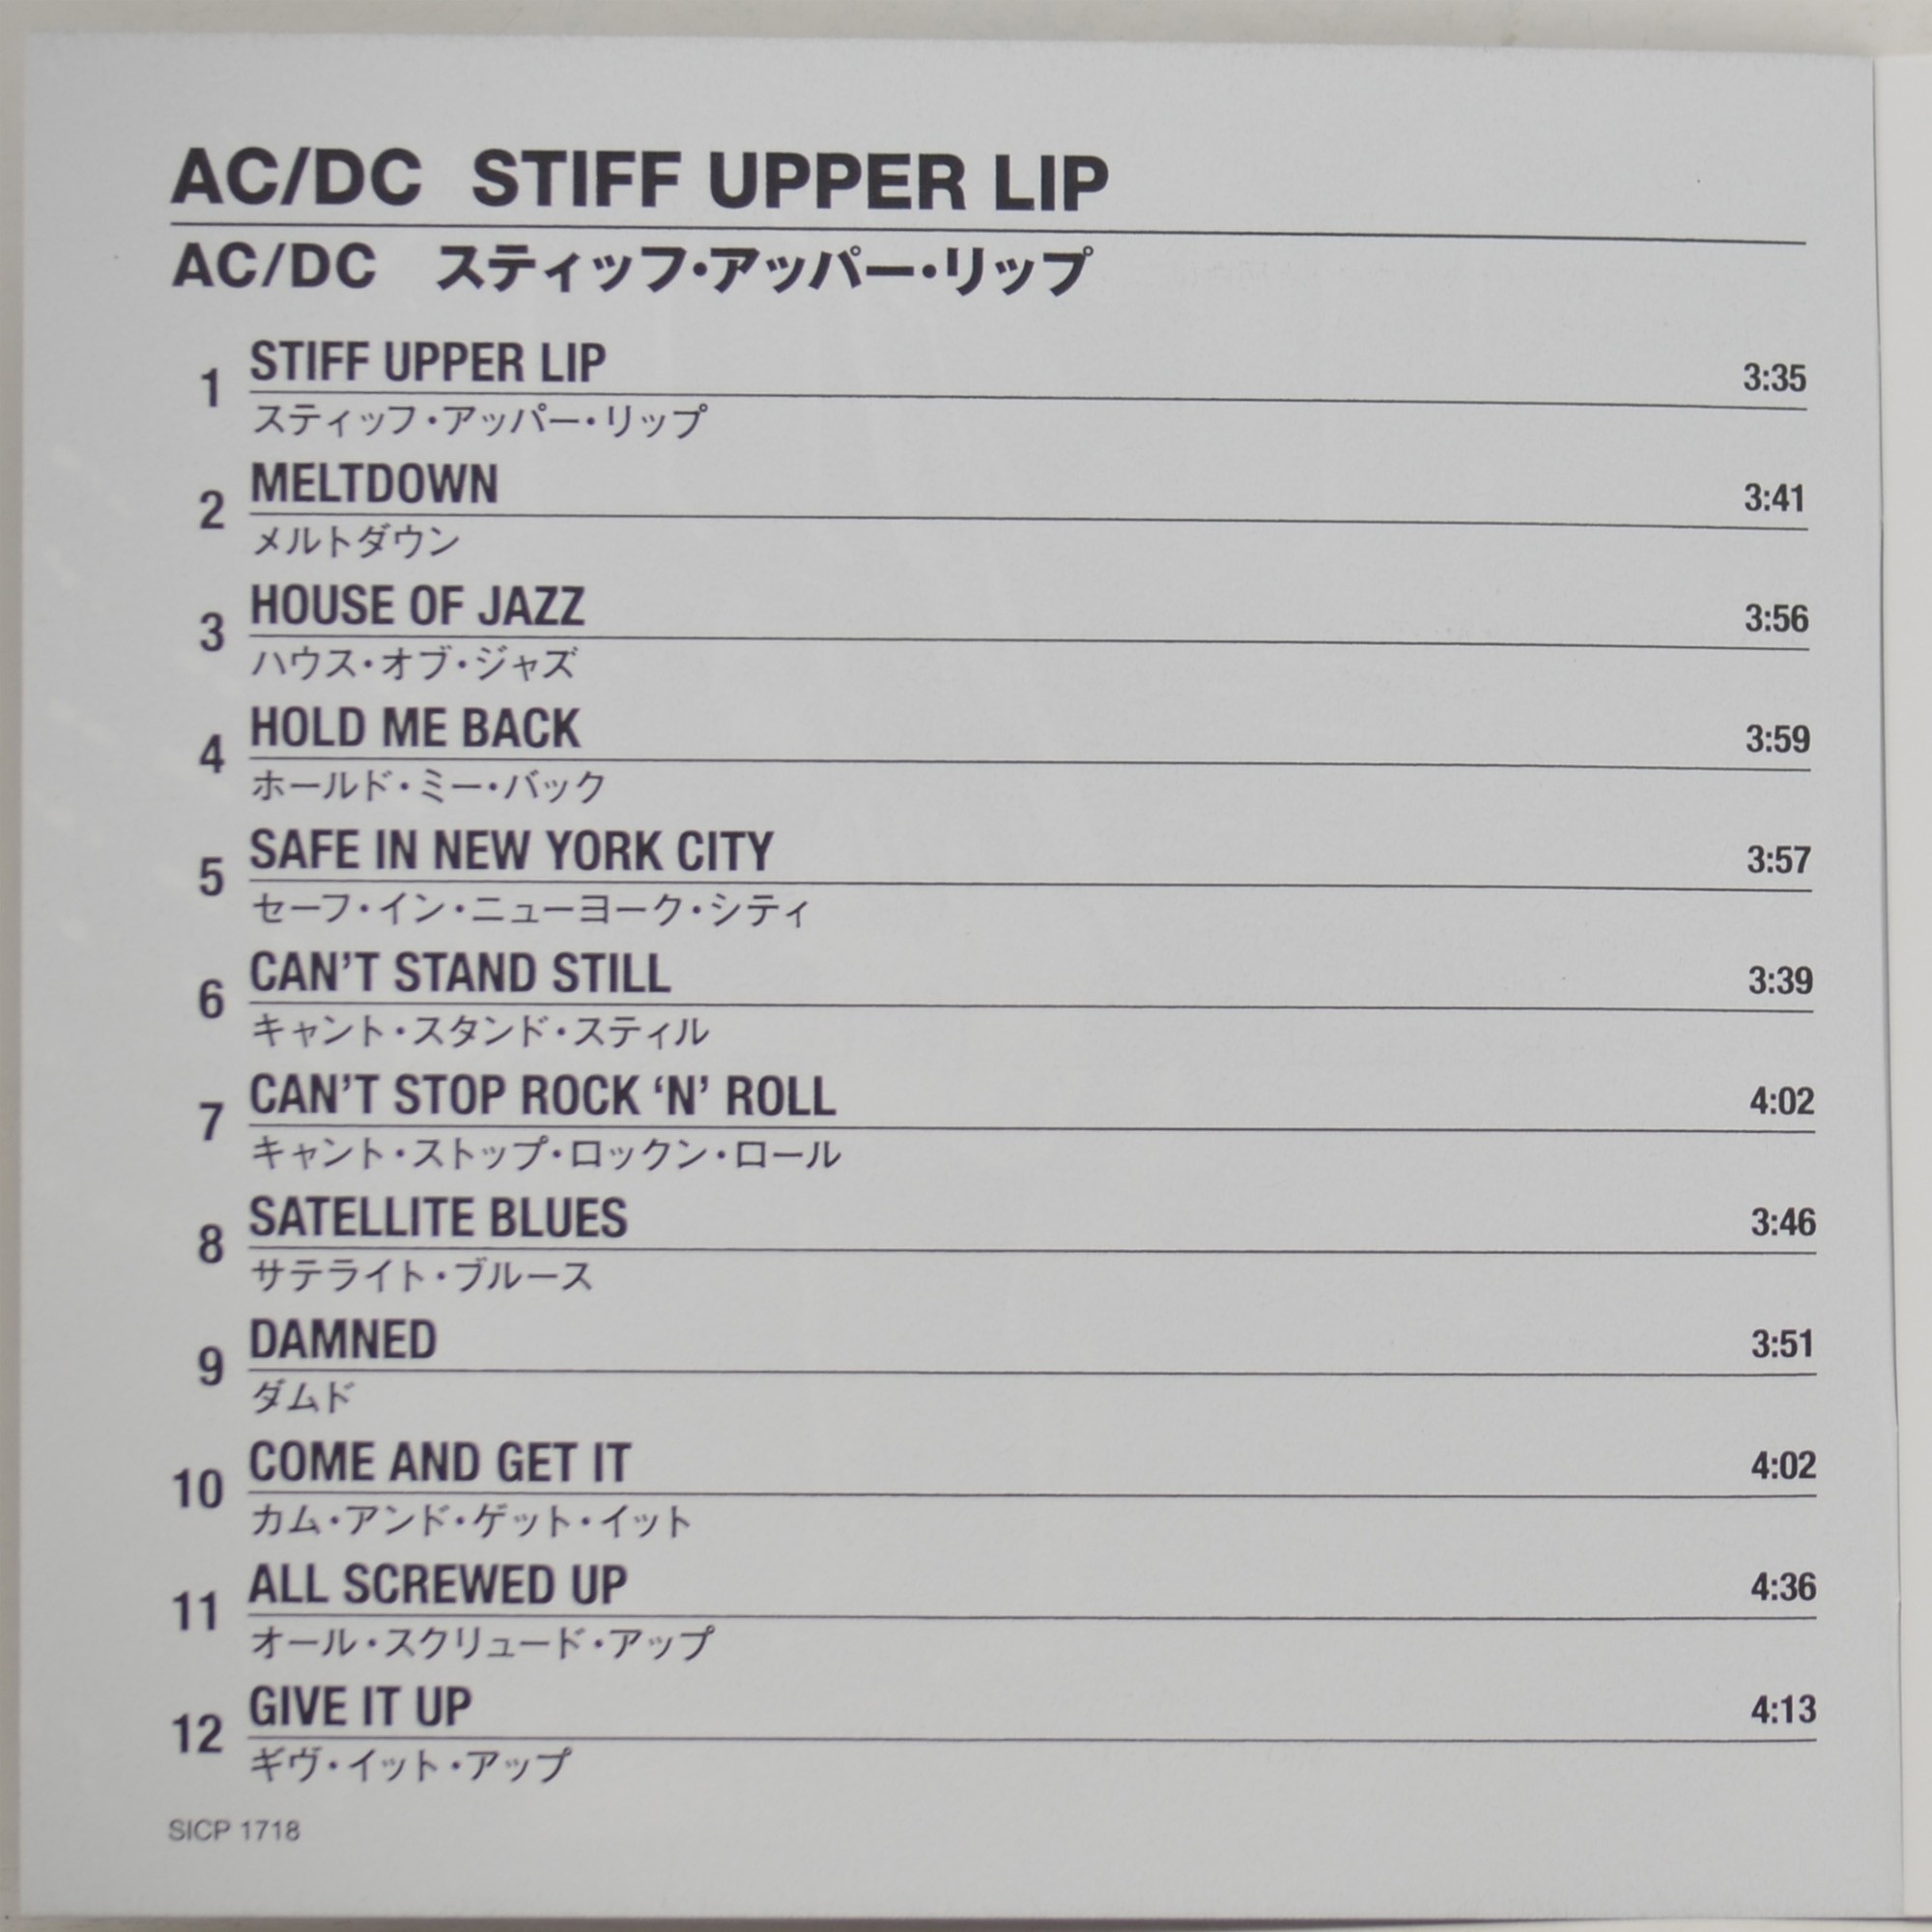 AC/DC STIFF UPPER LIP
AC/DC スティッフ・アッパー・リップ
1 STIFF UPPER LIP 3:35
スティッフ・アッパー・リップ
2 MELTDOWN 3:41
メルトダウン
3 HOUSE OF JAZZ 3:56
ハウス・オブ・ジャズ
4 HOLD ME BACK 3:59
ホールド・ミー・バック
5 SAFE IN NEW YORK CITY 3:57
セーフ・イン・ニューヨーク・シティ
6 CAN’T STAND STILL 3:39
キャント・スタンド・スティル
7 CAN’T STOP ROCK ‘N’ ROLL 4:02
キャント・ストップ・ロックン・ロール
8 SATELLITE BLUES 3:46
サテライト・ブルース
9 DAMNED 3:51
ダムド
10 COME AND GET IT 4:02
カム・アンド・ゲット・イット
11 ALL SCREWED UP 4:36
オール・スクリュード・アップ
12 GIVE IT UP 4:13
ギヴ・イット・アップ
SICP 1718